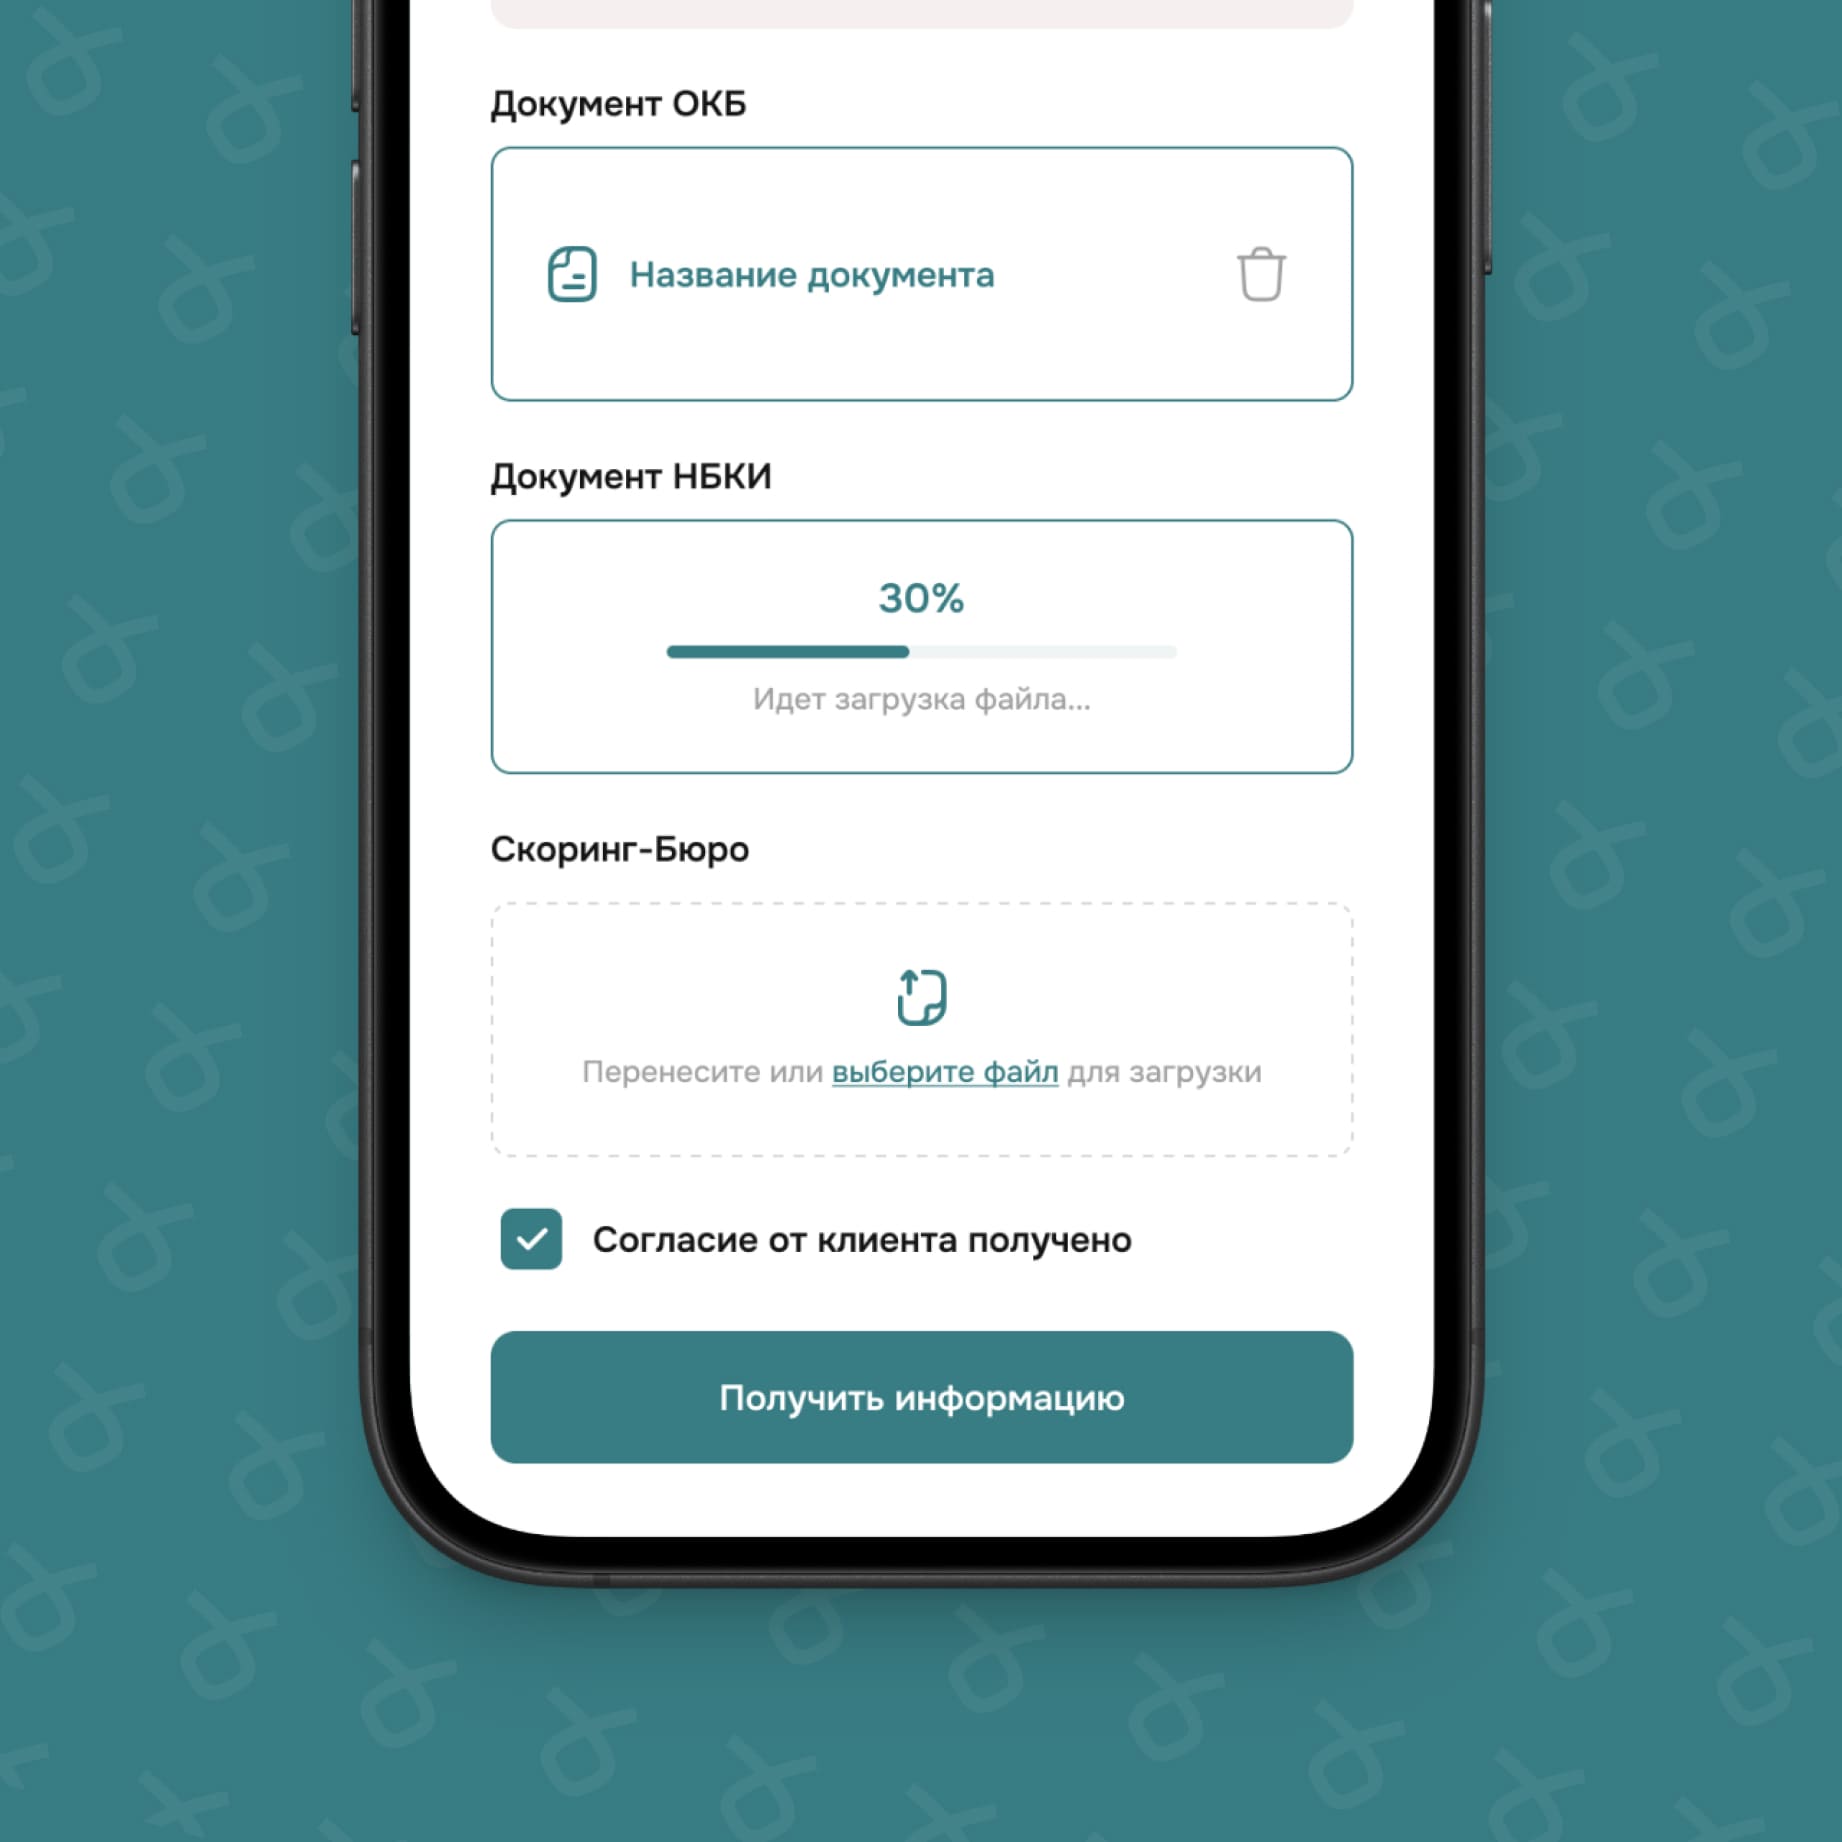 Документ ОКБ
Название документа
Документ НБКИ
30%
Идет загрузка файла...
Скоринг-Бюро
Перенесите или выберите файл для загрузки
Согласие от клиента получено
Получить информацию